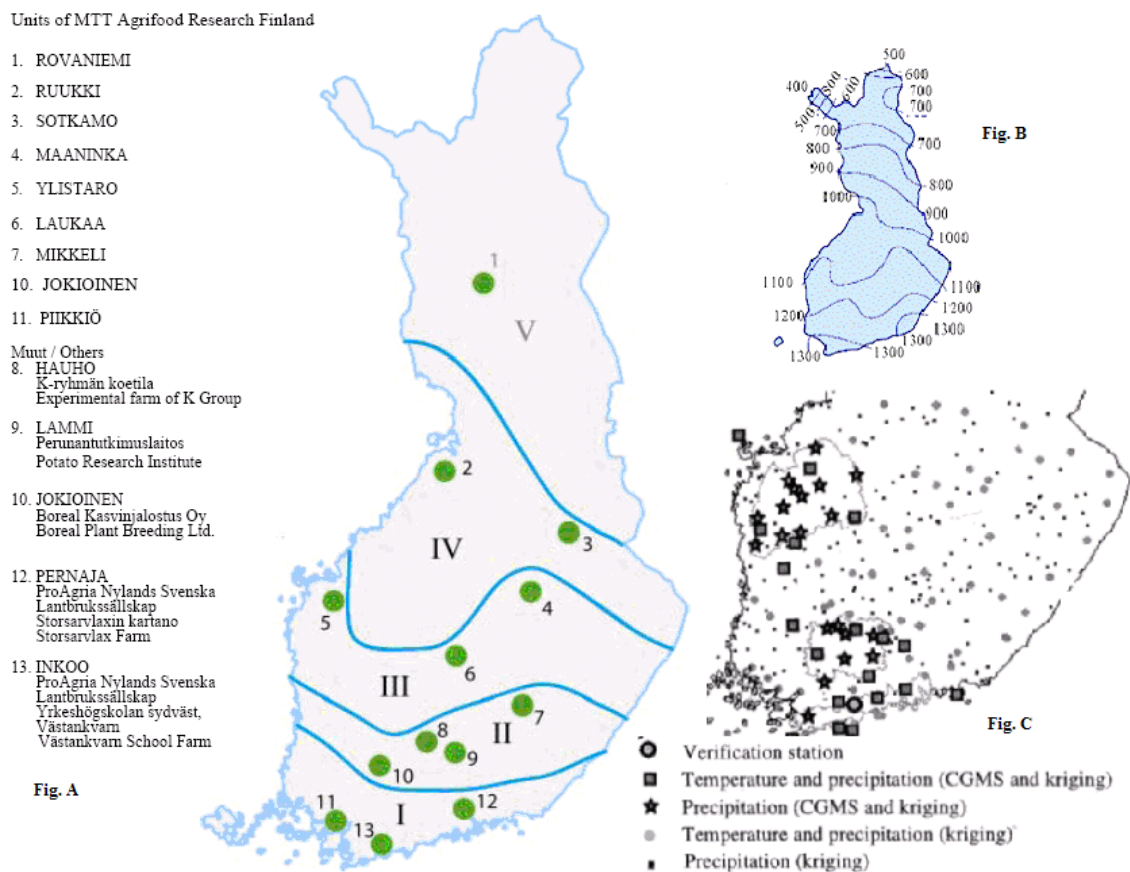 Units of MTT Agrifood Research Finland
1. ROVANIEMI
2. RUUKKI
3. SOTKAMO
4. MAANINKA
5. YLISTARO
6. LAUKAA
7. MIKKELI
10. JOKIOINEN
11. PIIKKIÖ
Muut / Others
8. HAUHO
K-ryhmän koetila
Experimental farm of K Group
9. LAMMI
Perunantutkimuslaitos
Potato Research Institute
10. JOKIOINEN
Boreal Kasvinjalostus Oy
Boreal Plant Breeding Ltd.
12. PERNAJA
ProAgria Nylands Svenska
Lantbrukssällskap
Storsarvlaxin kartano
Storsarvlax Farm
13. INKOO
ProAgria Nylands Svenska
Lantbrukssällskap
Yrkeshögskolan sydväst,
Västankvarn
Västankvarn School Farm
Fig. A
1
V
2
3
IV
4
5
6
III
7
II
8
9
10
I
11
12
13
500
600
700
700
400
800
600
500
700
700
800
800
900
900
1000
1000
1100
1100
1200
1200
1300
1300
1300
1300
Fig. B
Fig. C
Verification station
Temperature and precipitation (CGMS and kriging)
Precipitation (CGMS and kriging)
Temperature and precipitation (kriging)
Precipitation (kriging)